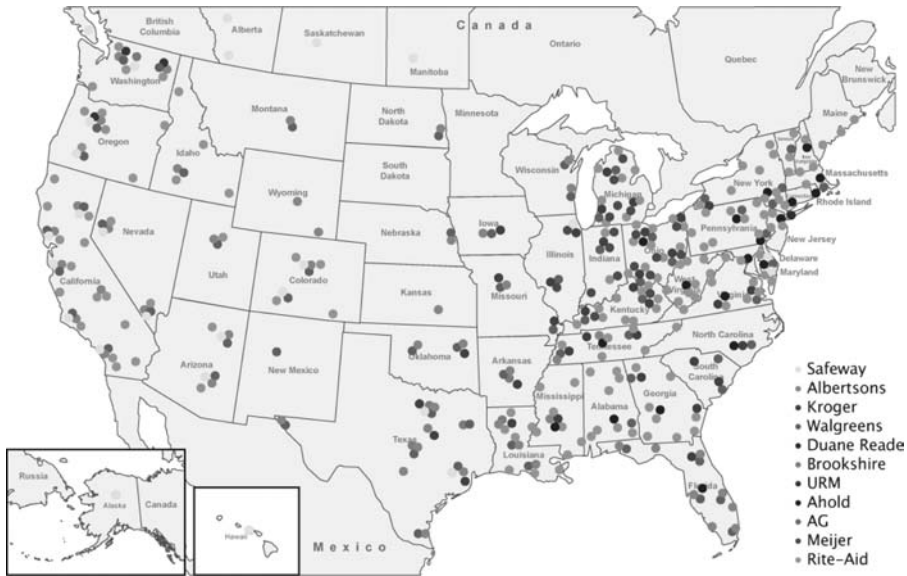 Canada
British
Columbia
Alberta
Saskatchewan
Manitoba
Ontario
Quebec
New
Brunswick
Washington
Montana
North
Dakota
Minnesota
Maine
Oregon
Idaho
South
Dakota
Wisconsin
Michigan
New York
Massachusetts
Rhode Island
Wyoming
Iowa
Pennsylvania
New Jersey
Nevada
Nebraska
Illinois
Indiana
Ohio
Delaware
Maryland
Utah
Colorado
West
Virginia
Virginia
California
Kansas
Missouri
Kentucky
North Carolina
Arizona
New Mexico
Oklahoma
Arkansas
Tennessee
South
Carolina
Mississippi
Alabama
Georgia
Texas
Louisiana
Florida
Mexico
Russia
Alaska
Canada
Hawaii
Safeway
Albertsons
Kroger
Walgreens
Duane Reade
Brookshire
URM
Ahold
AG
Meijer
Rite-Aid